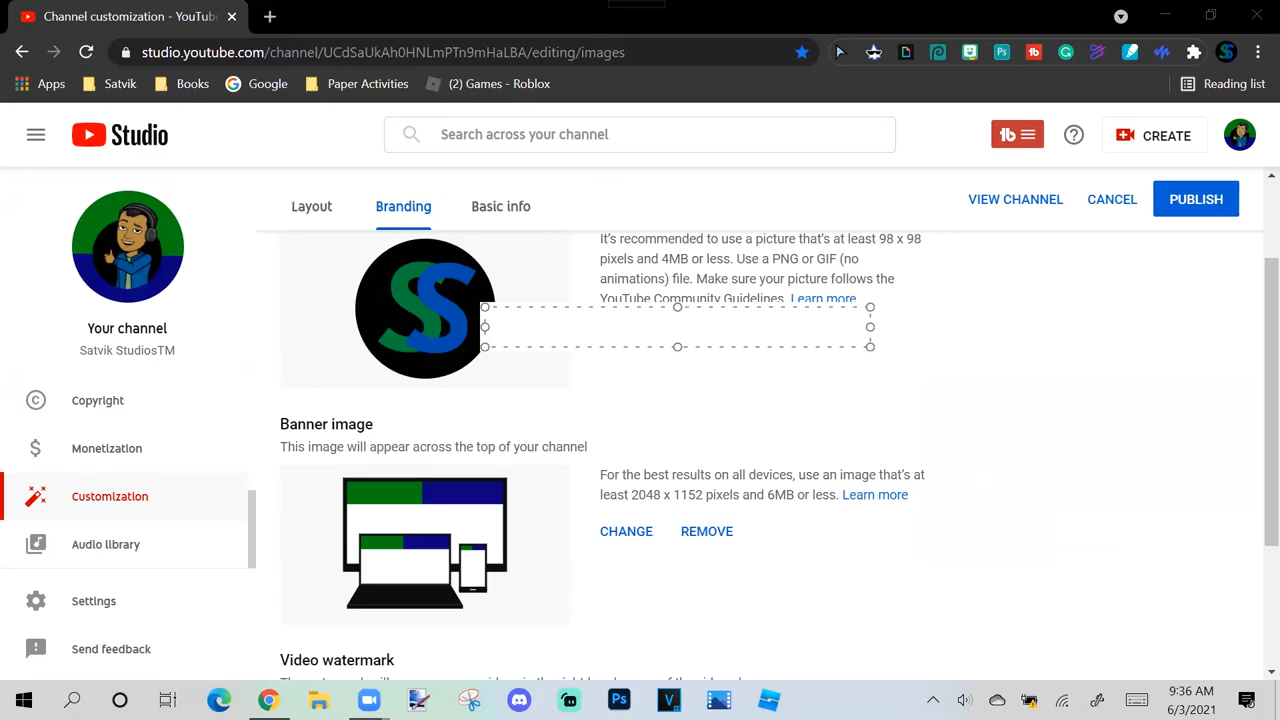 Channel customization - YouTube
studio.youtube.com/channel/UCdSaUkAh0HNLmPTn9mHaLBA/editing/images
Apps
Satvik
Books
Google
Paper Activities
(2) Games - Roblox
Reading list
Studio
Search across your channel
CREATE
Layout
Branding
Basic info
VIEW CHANNEL
CANCEL
PUBLISH
Your channel
Satvik StudiosTM
Copyright
Monetization
Customization
Audio library
Settings
Send feedback
It's recommended to use a picture that's at least 98 x 98
pixels and 4MB or less. Use a PNG or GIF (no
animations) file. Make sure your picture follows the
YouTube Community Guidelines. Learn more
SS
Banner image
This image will appear across the top of your channel
For the best results on all devices, use an image that's at
least 2048 x 1152 pixels and 6MB or less. Learn more
CHANGE
REMOVE
Video watermark
Ps
V
9:36 AM
6/3/2021